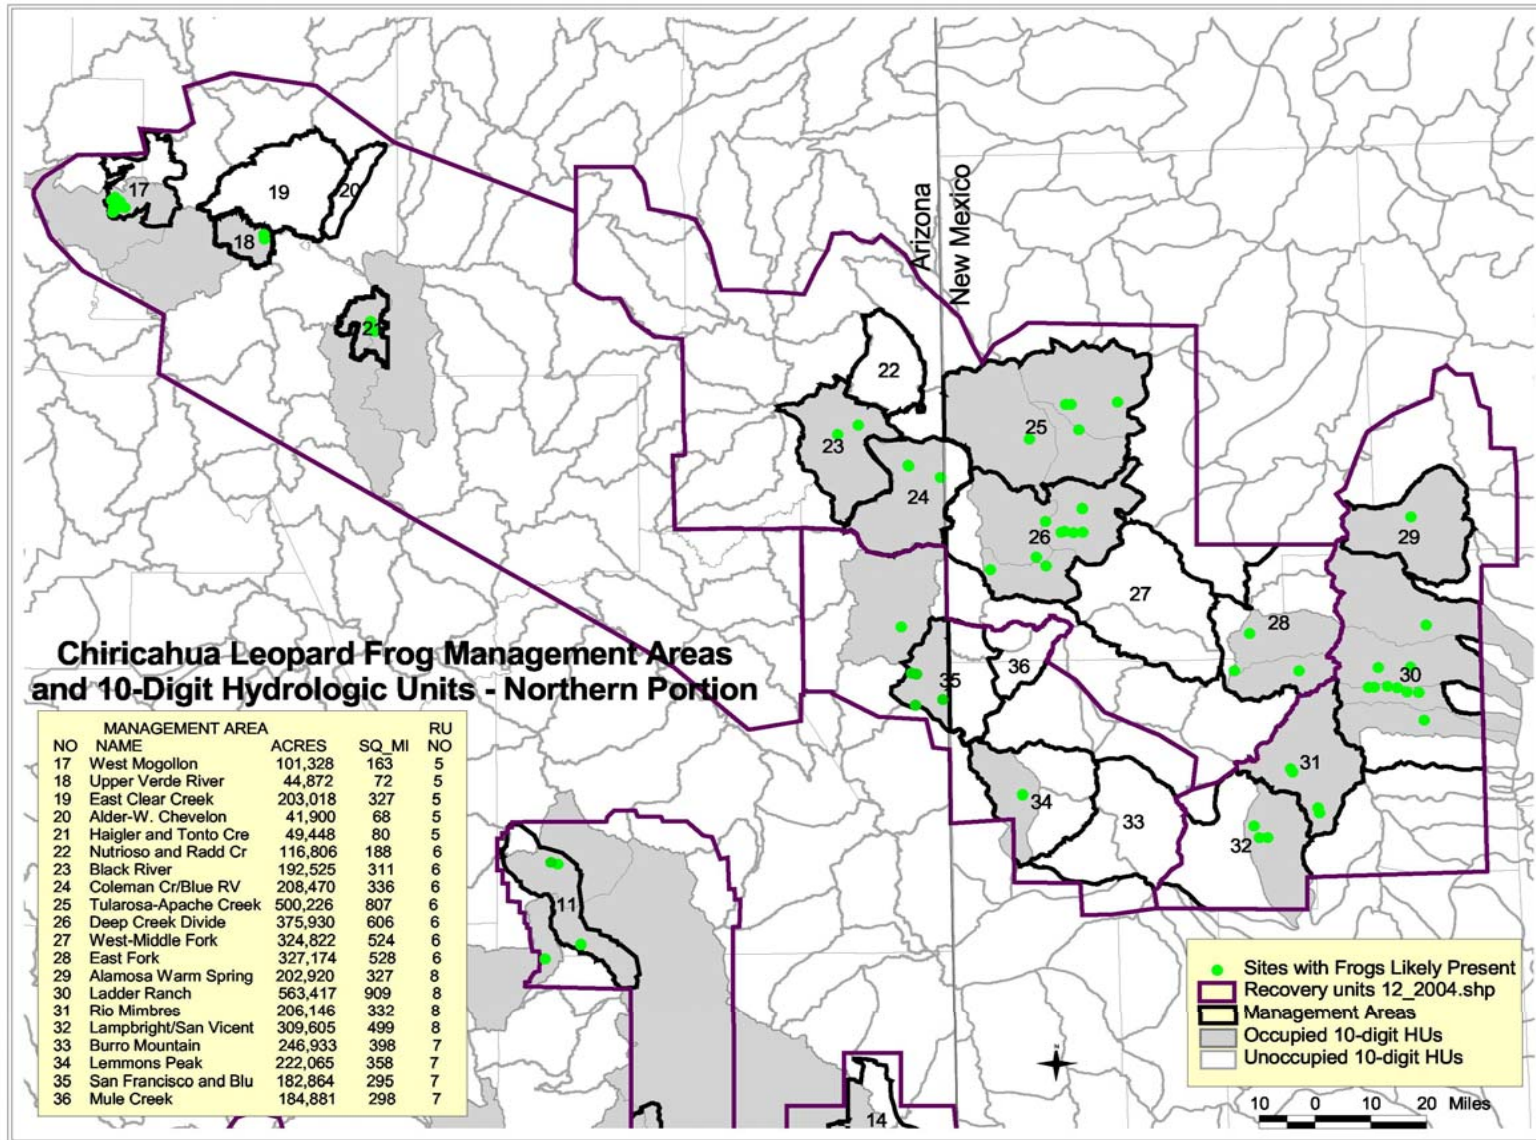 Arizona
New Mexico
17
19
20
18
21
22
23
24
25
26
27
28
29
30
31
32
33
34
35
36
11
14
Chiricahua Leopard Frog Management Areas
and 10-Digit Hydrologic Units - Northern Portion
MANAGEMENT AREA RU
NO NAME ACRES SQ_MI NO
17 West Mogollon 101,328 163 5
18 Upper Verde River 44,872 72 5
19 East Clear Creek 203,018 327 5
20 Alder-W. Chevelon 41,900 68 5
21 Haigler and Tonto Cre 49,448 80 5
22 Nutrioso and Radd Cr 116,806 188 6
23 Black River 192,525 311 6
24 Coleman Cr/Blue RV 208,470 336 6
25 Tularosa-Apache Creek 500,226 807 6
26 Deep Creek Divide 375,930 606 6
27 West-Middle Fork 324,822 524 6
28 East Fork 327,174 528 6
29 Alamosa Warm Spring 202,920 327 8
30 Ladder Ranch 563,417 909 8
31 Rio Mimbres 206,146 332 8
32 Lampbright/San Vicent 309,605 499 8
33 Burro Mountain 246,933 398 7
34 Lemmons Peak 222,065 358 7
35 San Francisco and Blu 182,864 295 7
36 Mule Creek 184,881 298 7
Sites with Frogs Likely Present
Recovery units 12_2004.shp
Management Areas
Occupied 10-digit HUs
Unoccupied 10-digit HUs
N
10 0 10 20 Miles